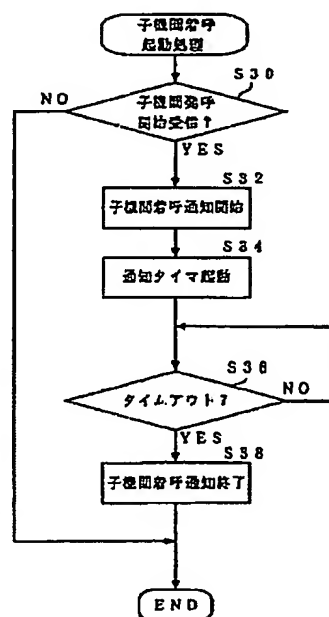 子機間着呼
起動処理
S30
NO
子機間発呼
開始受信?
YES
S32
子機間着呼通知開始
S34
通知タイマ起動
S36
タイムアウト?
NO
YES
S38
子機間着呼通知終了
END